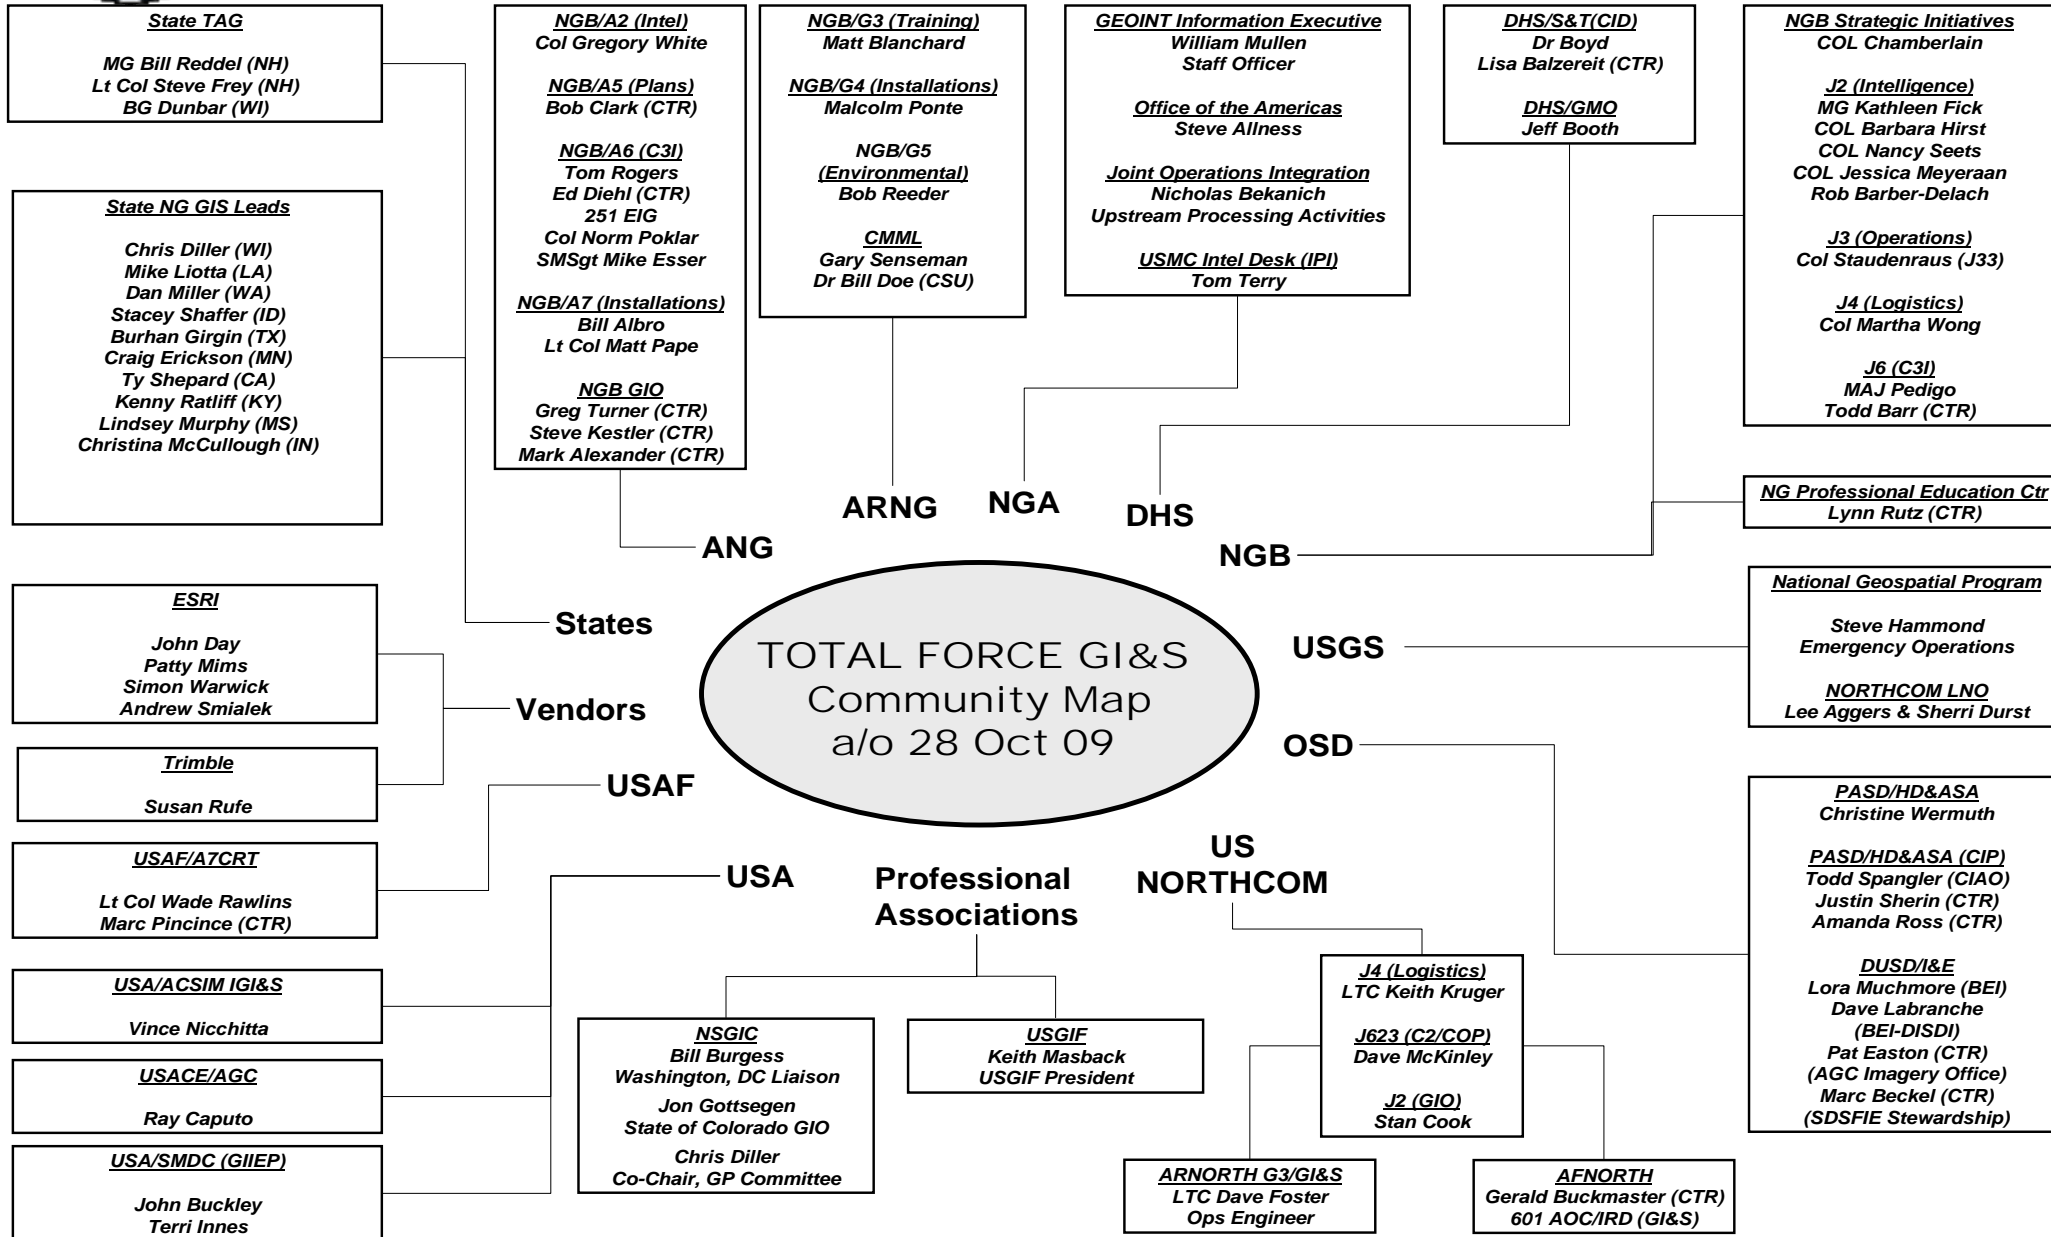 State TAG
MG Bill Reddel (NH)
Lt Col Steve Frey (NH)
BG Dunbar (WI)
State NG GIS Leads
Chris Diller (WI)
Mike Liotta (LA)
Dan Miller (WA)
Stacey Shaffer (ID)
Burhan Girgin (TX)
Craig Erickson (MN)
Ty Shepard (CA)
Kenny Ratliff (KY)
Lindsey Murphy (MS)
Christina McCullough (IN)
NGB/A2 (Intel)
Col Gregory White
NGB/A5 (Plans)
Bob Clark (CTR)
NGB/A6 (C3I)
Tom Rogers
Ed Diehl (CTR)
251 EIG
Col Norm Poklar
SMSgt Mike Esser
NGB/A7 (Installations)
Bill Albro
Lt Col Matt Pape
NGB GIO
Greg Turner (CTR)
Steve Kestler (CTR)
Mark Alexander (CTR)
NGB/G3 (Training)
Matt Blanchard
NGB/G4 (Installations)
Malcolm Ponte
NGB/G5
(Environmental)
Bob Reeder
CMML
Gary Senseman
Dr Bill Doe (CSU)
GEOINT Information Executive
William Mullen
Staff Officer
Office of the Americas
Steve Allness
Joint Operations Integration
Nicholas Bekanich
Upstream Processing Activities
USMC Intel Desk (IPI)
Tom Terry
DHS/S&T(CID)
Dr Boyd
Lisa Balzereit (CTR)
DHS/GMO
Jeff Booth
NGB Strategic Initiatives
COL Chamberlain
J2 (Intelligence)
MG Kathleen Fick
COL Barbara Hirst
COL Nancy Seets
COL Jessica Meyeraan
Rob Barber-Delach
J3 (Operations)
Col Staudenraus (J33)
J4 (Logistics)
Col Martha Wong
J6 (C3I)
MAJ Pedigo
Todd Barr (CTR)
NG Professional Education Ctr
Lynn Rutz (CTR)
ANG
ARNG
NGA
DHS
NGB
States
Vendors
USAF
USA
Professional
Associations
US
NORTHCOM
OSD
USGS
TOTAL FORCE GI&S
Community Map
a/o 28 Oct 09
ESRI
John Day
Patty Mims
Simon Warwick
Andrew Smialek
Trimble
Susan Rufe
USAF/A7CRT
Lt Col Wade Rawlins
Marc Pincince (CTR)
USA/ACSIM IGI&S
Vince Nicchitta
USACE/AGC
Ray Caputo
USA/SMDC (GIIEP)
John Buckley
Terri Innes
NSGIC
Bill Burgess
Washington, DC Liaison
Jon Gottsegen
State of Colorado GIO
Chris Diller
Co-Chair, GP Committee
USGIF
Keith Masback
USGIF President
J4 (Logistics)
LTC Keith Kruger
J623 (C2/COP)
Dave McKinley
J2 (GIO)
Stan Cook
ARNORTH G3/GI&S
LTC Dave Foster
Ops Engineer
AFNORTH
Gerald Buckmaster (CTR)
601 AOC/IRD (GI&S)
National Geospatial Program
Steve Hammond
Emergency Operations
NORTHCOM LNO
Lee Aggers & Sherri Durst
PASD/HD&ASA
Christine Wermuth
PASD/HD&ASA (CIP)
Todd Spangler (CIAO)
Justin Sherin (CTR)
Amanda Ross (CTR)
DUSD/I&E
Lora Muchmore (BEI)
Dave Labranche
(BEI-DISDI)
Pat Easton (CTR)
(AGC Imagery Office)
Marc Beckel (CTR)
(SDSFIE Stewardship)